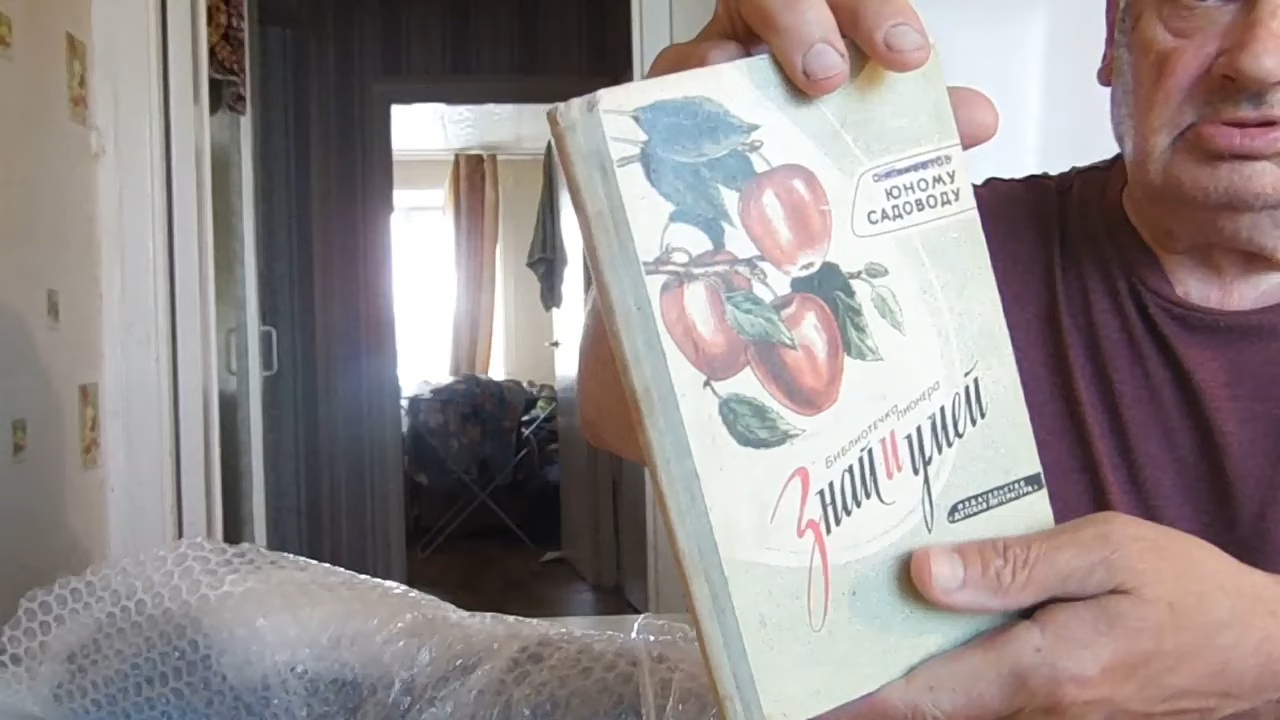 ЮНОМУ
САДОВОДУ
БИБЛИОТЕЧКА ПИОНЕРА
Знай и умей
ИЗДАТЕЛЬСТВО
«ДЕТСКАЯ ЛИТЕРАТУРА»